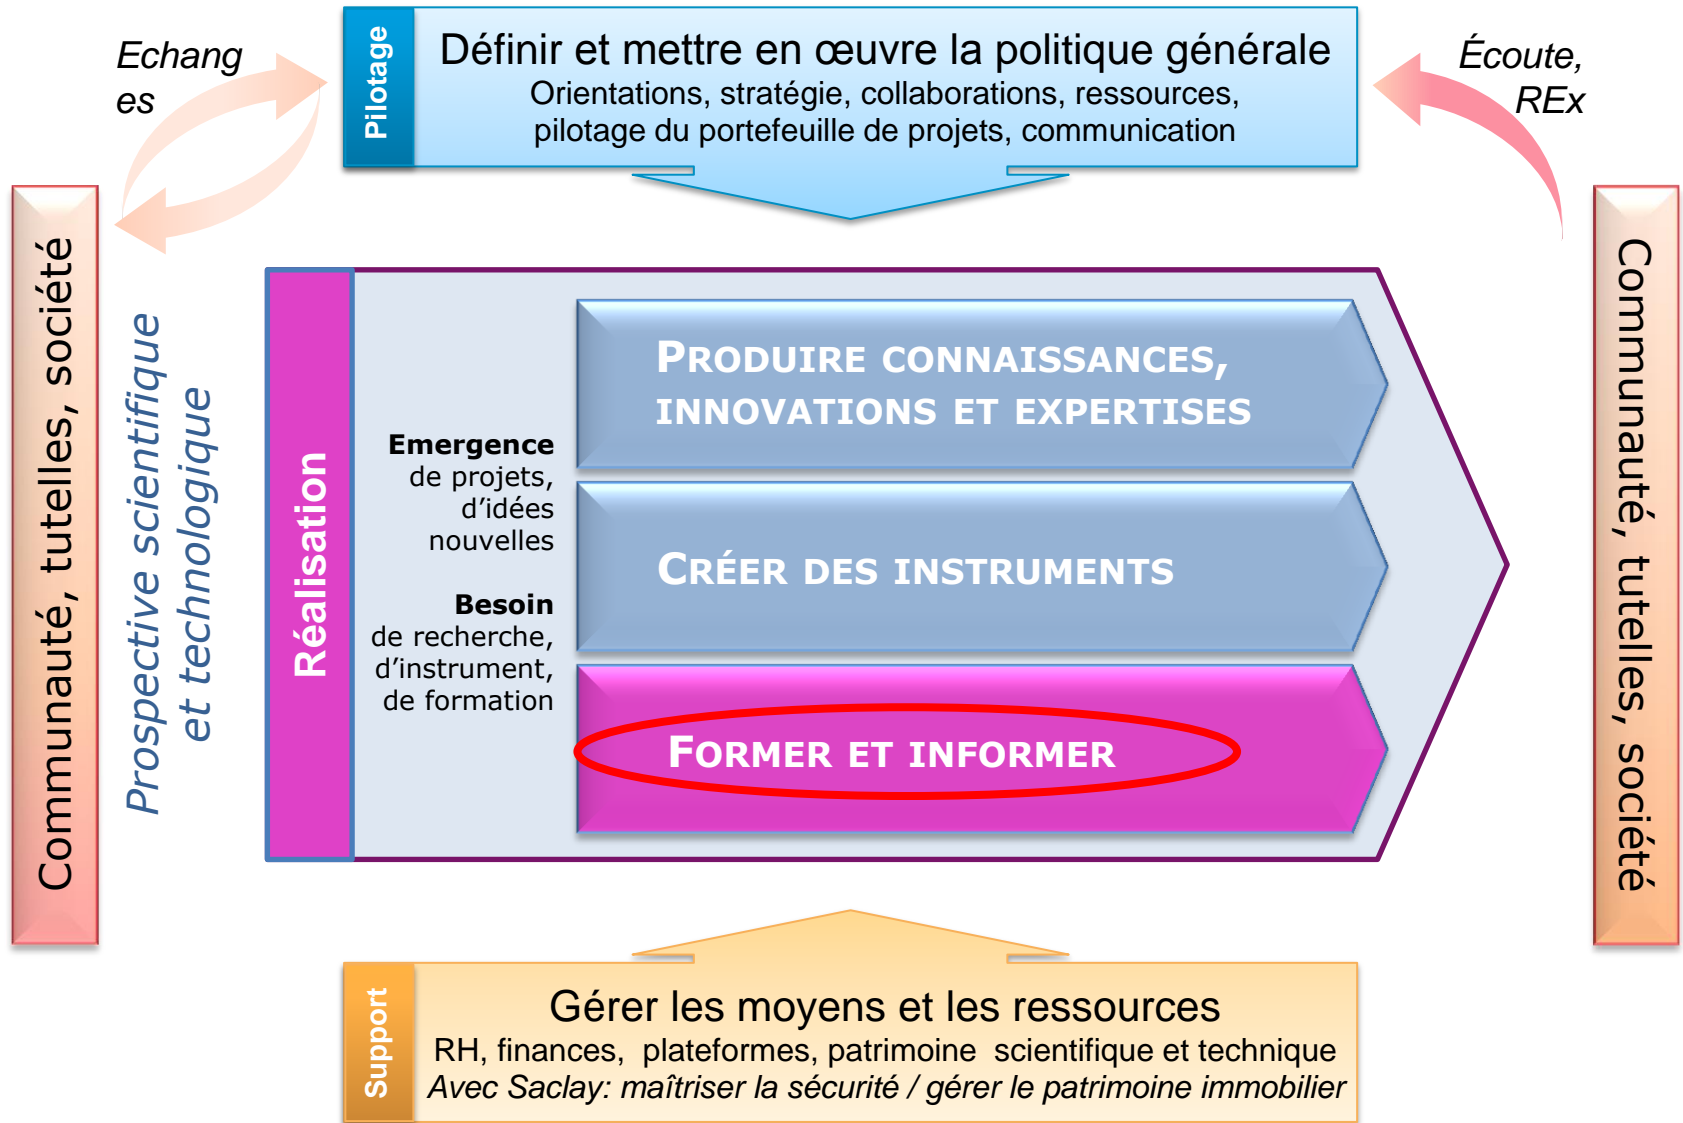 Pilotage
Définir et mettre en œuvre la politique générale
Orientations, stratégie, collaborations, ressources,
pilotage du portefeuille de projets, communication
Echang
es
Écoute,
REx
Communauté, tutelles, société
Prospective scientifique
et technologique
Réalisation
Emergence
de projets,
d’idées
nouvelles
Besoin
de recherche,
d’instrument,
de formation
PRODUIRE CONNAISSANCES,
INNOVATIONS ET EXPERTISES
CRÉER DES INSTRUMENTS
FORMER ET INFORMER
Communauté, tutelles, société
Support
Gérer les moyens et les ressources
RH, finances, plateformes, patrimoine scientifique et technique
Avec Saclay: maîtriser la sécurité / gérer le patrimoine immobilier